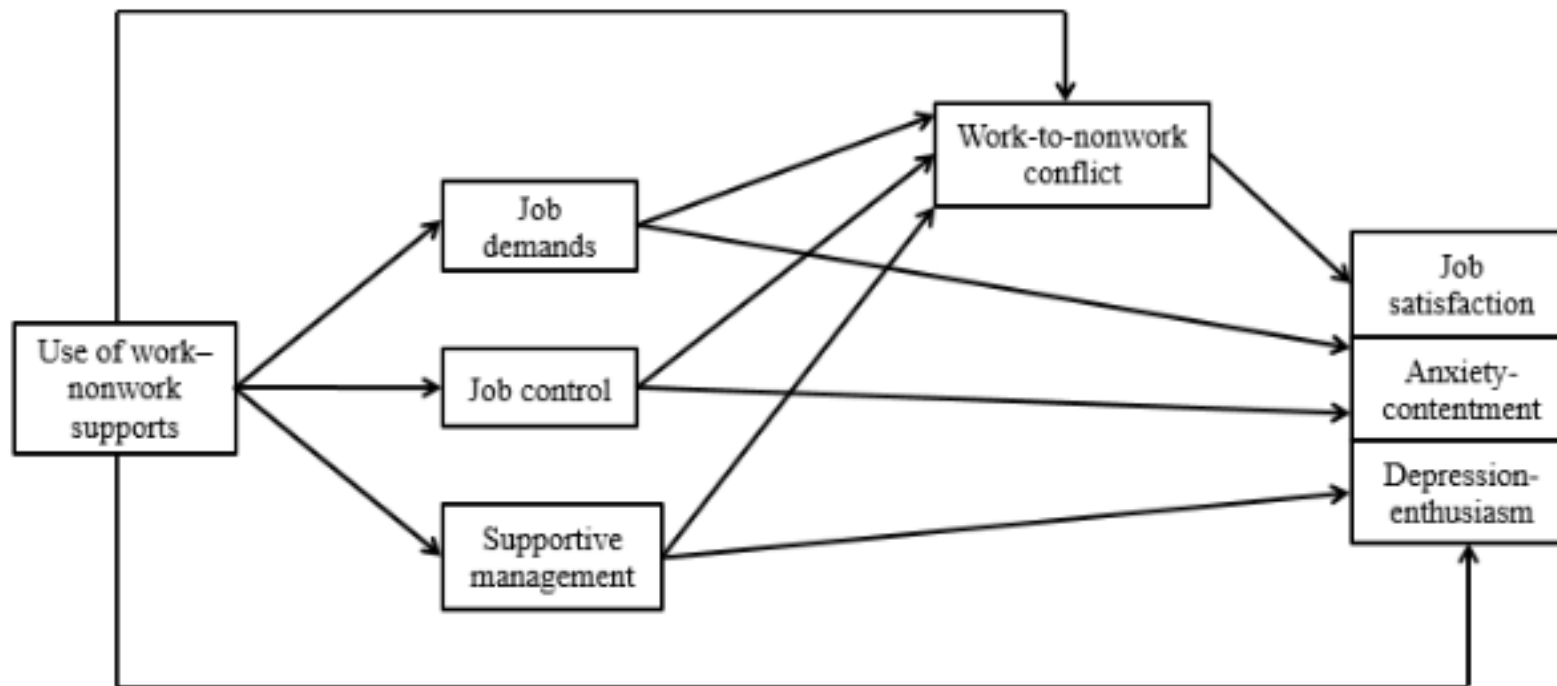 Work-to-nonwork
conflict
Job
demands
Job
satisfaction
Use of work–
nonwork
supports
Job control
Anxiety-
contentment
Depression-
enthusiasm
Supportive
management